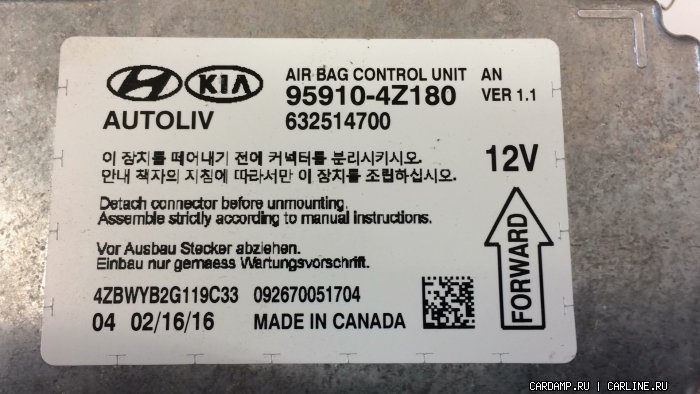 KIA AIR BAG CONTROL UNIT AN
95910-4Z180 VER 1.1
AUTOLIV 632514700
이 장치를 떼어내기 전에 커넥터를 분리시키시오.
안내 책자의 지침에 따라서만 이 장치를 조립하십시오.
12V
Detach connector before unmounting.
Assemble strictly according to manual instructions.
Vor Ausbau Stecker abziehen.
Einbau nur gemaess Wartungsvorschrift.
FORWARD
4ZBWYB2G119C33 092670051704
04 02/16/16 MADE IN CANADA
CARDAMP.RU | CARLINE.RU